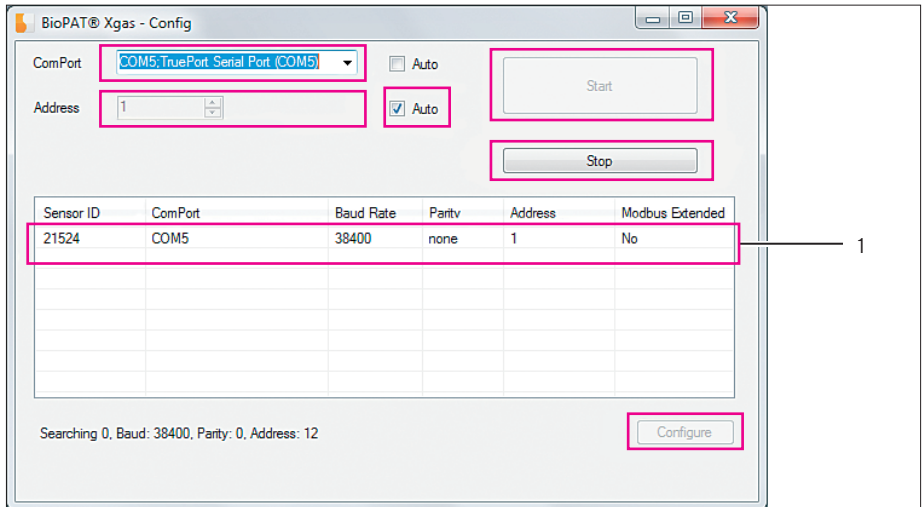 BioPAT® Xgas - Config
ComPort COM5;TruePort Serial Port (COM5) Auto
Start
Address 1 Auto
Stop
Sensor ID ComPort Baud Rate Parity Address Modbus Extended
21524 COM5 38400 none 1 No
1
Searching 0, Baud: 38400, Parity: 0, Address: 12
Configure